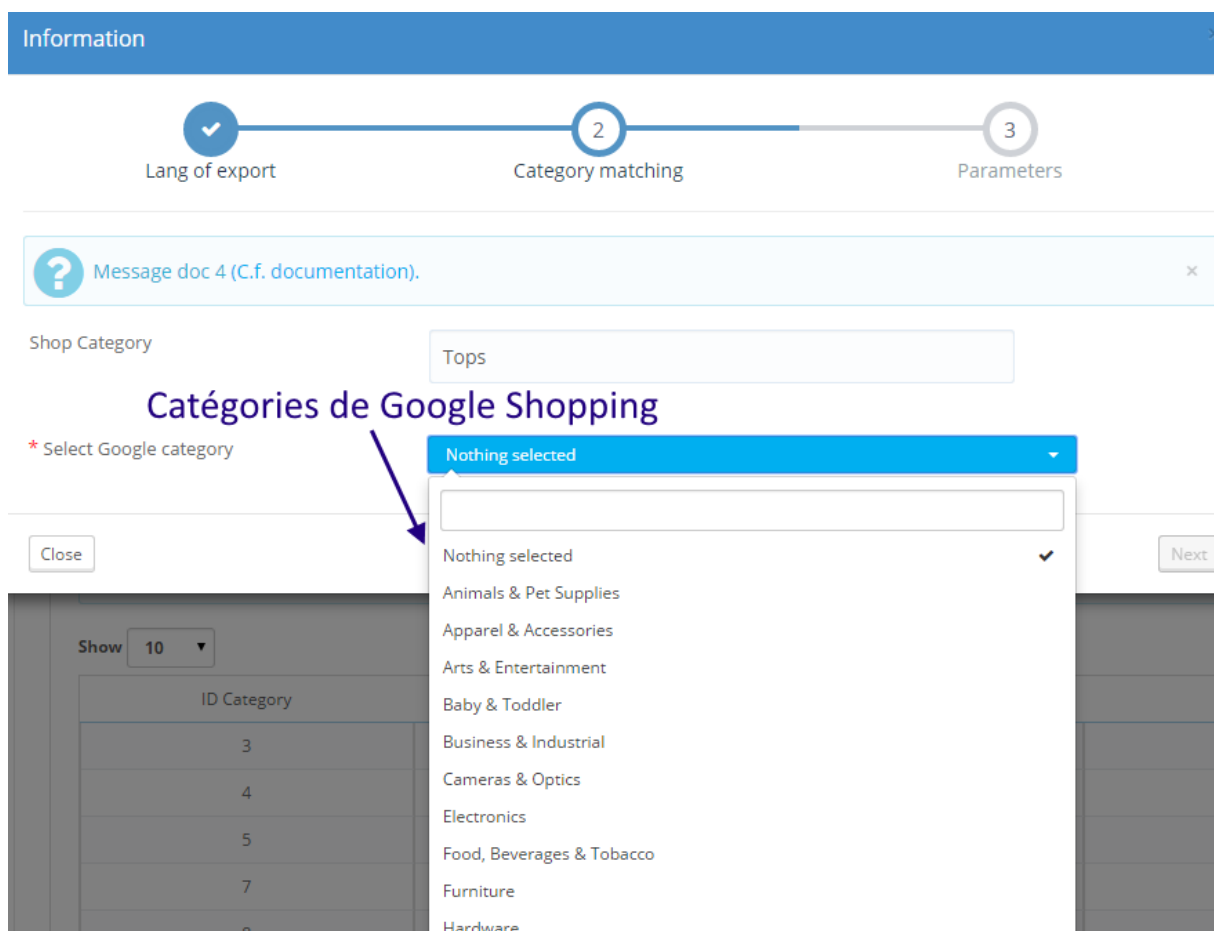 Information
2
3
Lang of export
Category matching
Parameters
Message doc 4 (C.f. documentation).
×
Shop Category
Tops
Catégories de Google Shopping
* Select Google category
Nothing selected
Close
Nothing selected
Next
Animals & Pet Supplies
Apparel & Accessories
Show 10
Arts & Entertainment
ID Category
Baby & Toddler
3
Business & Industrial
4
Cameras & Optics
Electronics
5
Food, Beverages & Tobacco
7
Furniture
Hardware